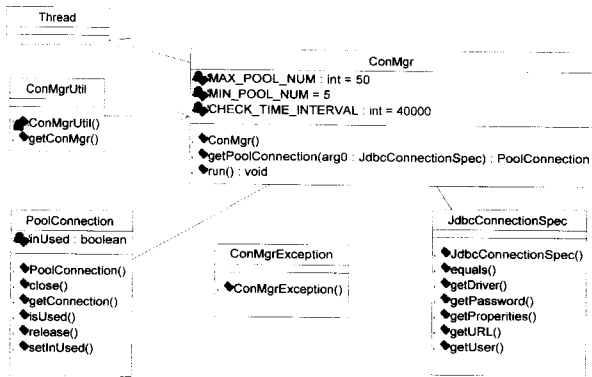 Thread
ConMgr
MAX_POOL_NUM : int = 50
MIN_POOL_NUM = 5
CHECK_TIME_INTERVAL : int = 40000
ConMgr()
getPoolConnection(arg0 : JdbcConnectionSpec) : PoolConnection
run() : void
ConMgrUtil
ConMgrUtil()
getConMgr()
PoolConnection
inUsed : boolean
PoolConnection()
close()
getConnection()
isUsed()
release()
setInUsed()
ConMgrException
ConMgrException()
JdbcConnectionSpec
JdbcConnectionSpec()
equals()
getDriver()
getPassword()
getProperities()
getURL()
getUser()